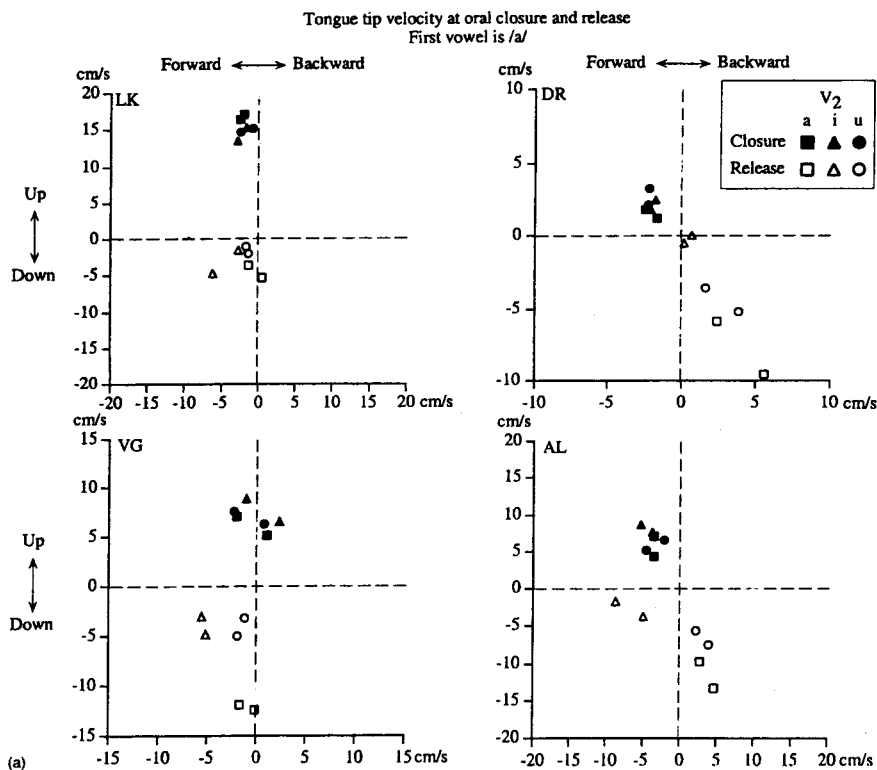 Tongue tip velocity at oral closure and release
First vowel is /a/
cm/s Forward Backward
Forward Backward
cm/s
LK
20
15
10
5
0
-5
-10
-15
-20
-20 -15 -10 -5 0 5 10 15 20 cm/s
Up
Down
DR
10
5
0
-5
-10
-10 -5 0 5 10 cm/s
V2
a i u
Closure
Release
cm/s
VG
15
10
5
0
-5
-10
-15
-15 -10 -5 0 5 10 15 cm/s
Up
Down
cm/s
AL
20
15
10
5
0
-5
-10
-15
-20
-20 -15 -10 -5 0 5 10 15 20 cm/s
(a)